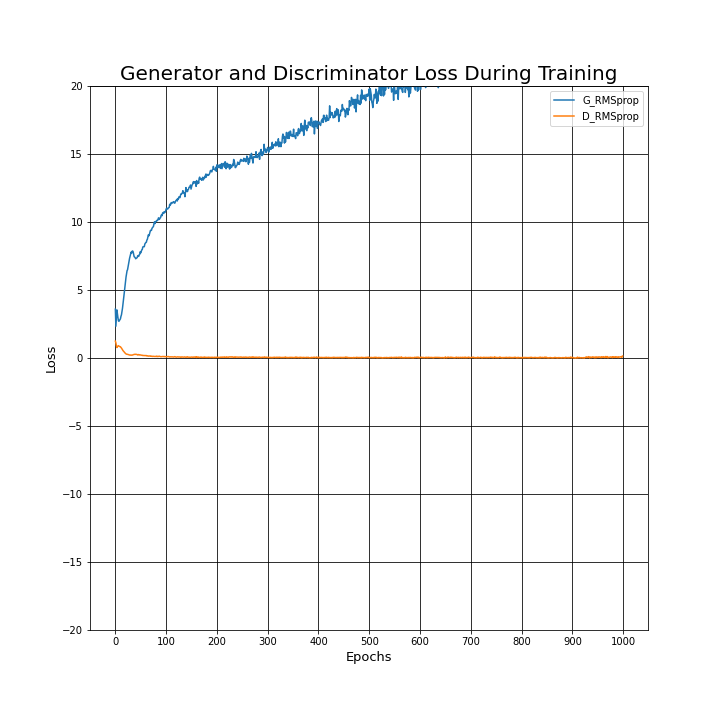 Generator and Discriminator Loss During Training
G_RMSprop
D_RMSprop
20
15
10
5
0
−5
−10
−15
−20
Loss
0 100 200 300 400 500 600 700 800 900 1000
Epochs